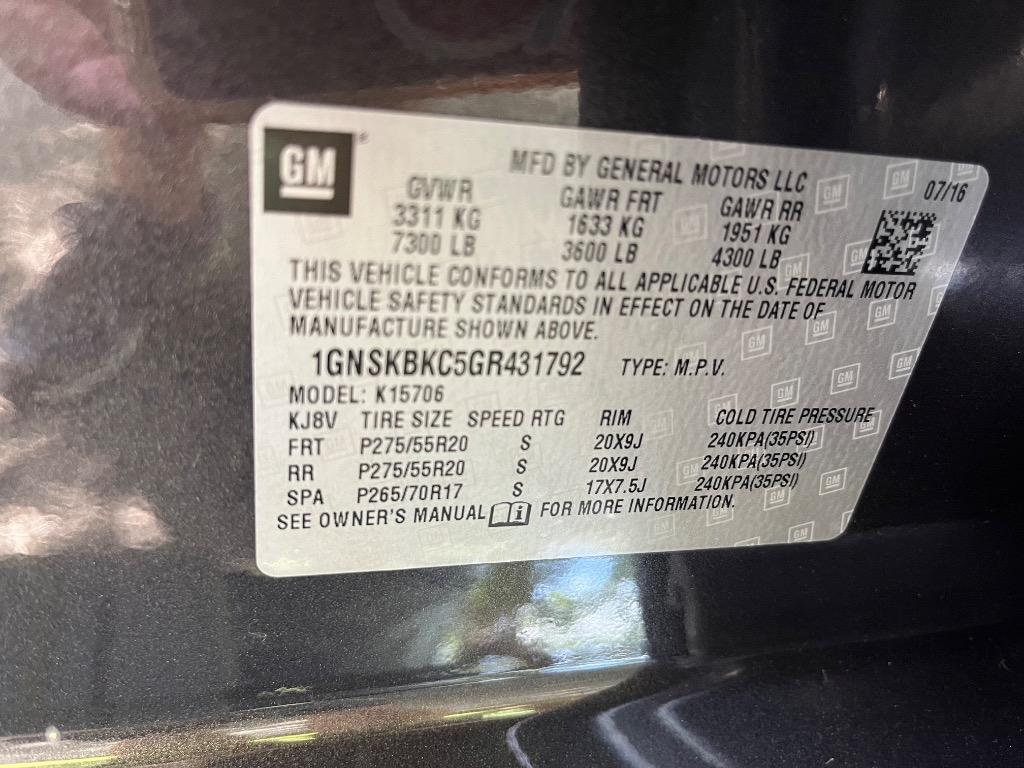 GM
MFD BY GENERAL MOTORS LLC
07/16
GVWR GAWR FRT GAWR RR
3311 KG 1633 KG 1951 KG
7300 LB 3600 LB 4300 LB
THIS VEHICLE CONFORMS TO ALL APPLICABLE U.S. FEDERAL MOTOR
VEHICLE SAFETY STANDARDS IN EFFECT ON THE DATE OF
MANUFACTURE SHOWN ABOVE.
1GNSKBKC5GR431792 TYPE: M.P.V.
MODEL: K15706
KJ8V TIRE SIZE SPEED RTG RIM COLD TIRE PRESSURE
FRT P275/55R20 S 20X9J 240KPA(35PSI)
RR P275/55R20 S 20X9J 240KPA(35PSI)
SPA P265/70R17 S 17X7.5J 240KPA(35PSI)
SEE OWNER'S MANUAL i FOR MORE INFORMATION.